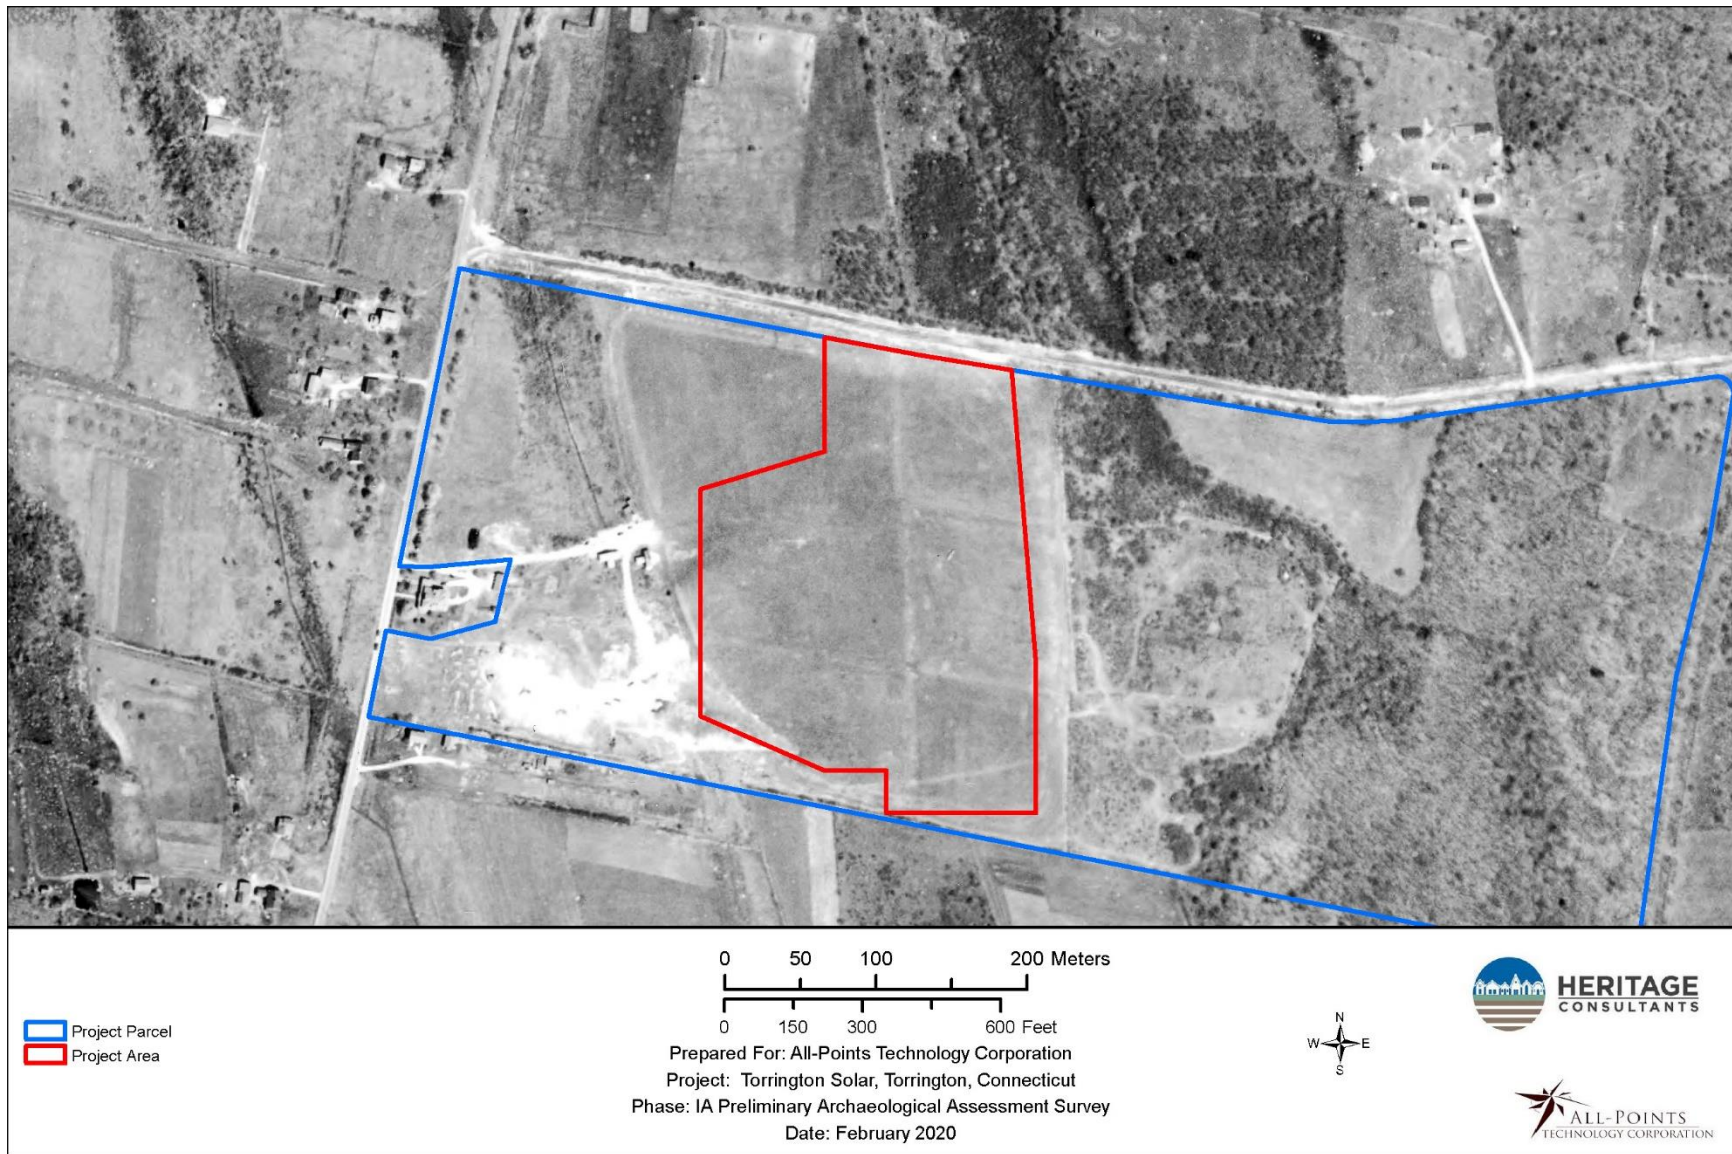 0 50 100 200 Meters
0 150 300 600 Feet
Project Parcel
Project Area
Prepared For: All-Points Technology Corporation
Project: Torrington Solar, Torrington, Connecticut
Phase: IA Preliminary Archaeological Assessment Survey
Date: February 2020
N
W E
S
HERITAGE
CONSULTANTS
ALL-POINTS
TECHNOLOGY CORPORATION